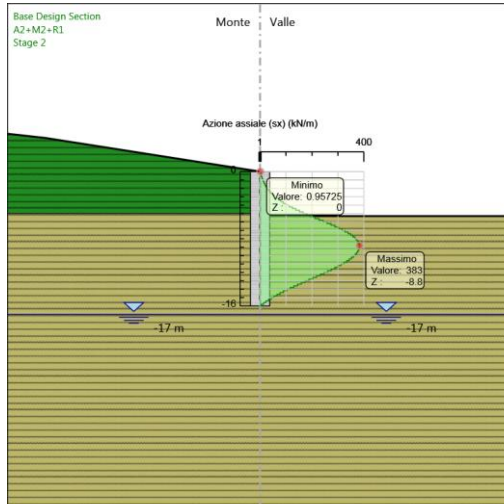 Base Design Section
A2+M2+R1
Stage 2
Monte
Valle
Azione assiale (sx) (kN/m)
1
400
0
Minimo
Valore: 0.95725
Z : 0
Massimo
Valore: 383
Z : -8.8
-16
-17 m
-17 m